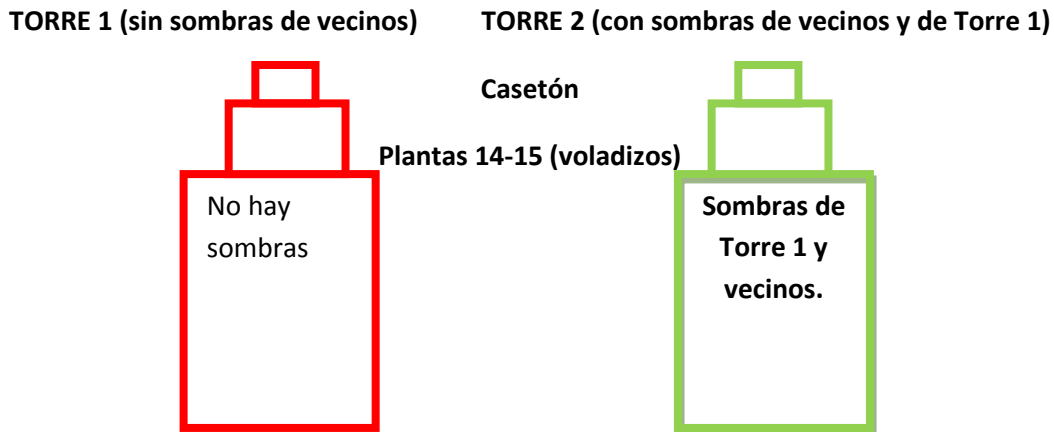 TORRE 1 (sin sombras de vecinos)
TORRE 2 (con sombras de vecinos y de Torre 1)
Casetón
Plantas 14-15 (voladizos)
No hay
sombras
Sombras de
Torre 1 y
vecinos.